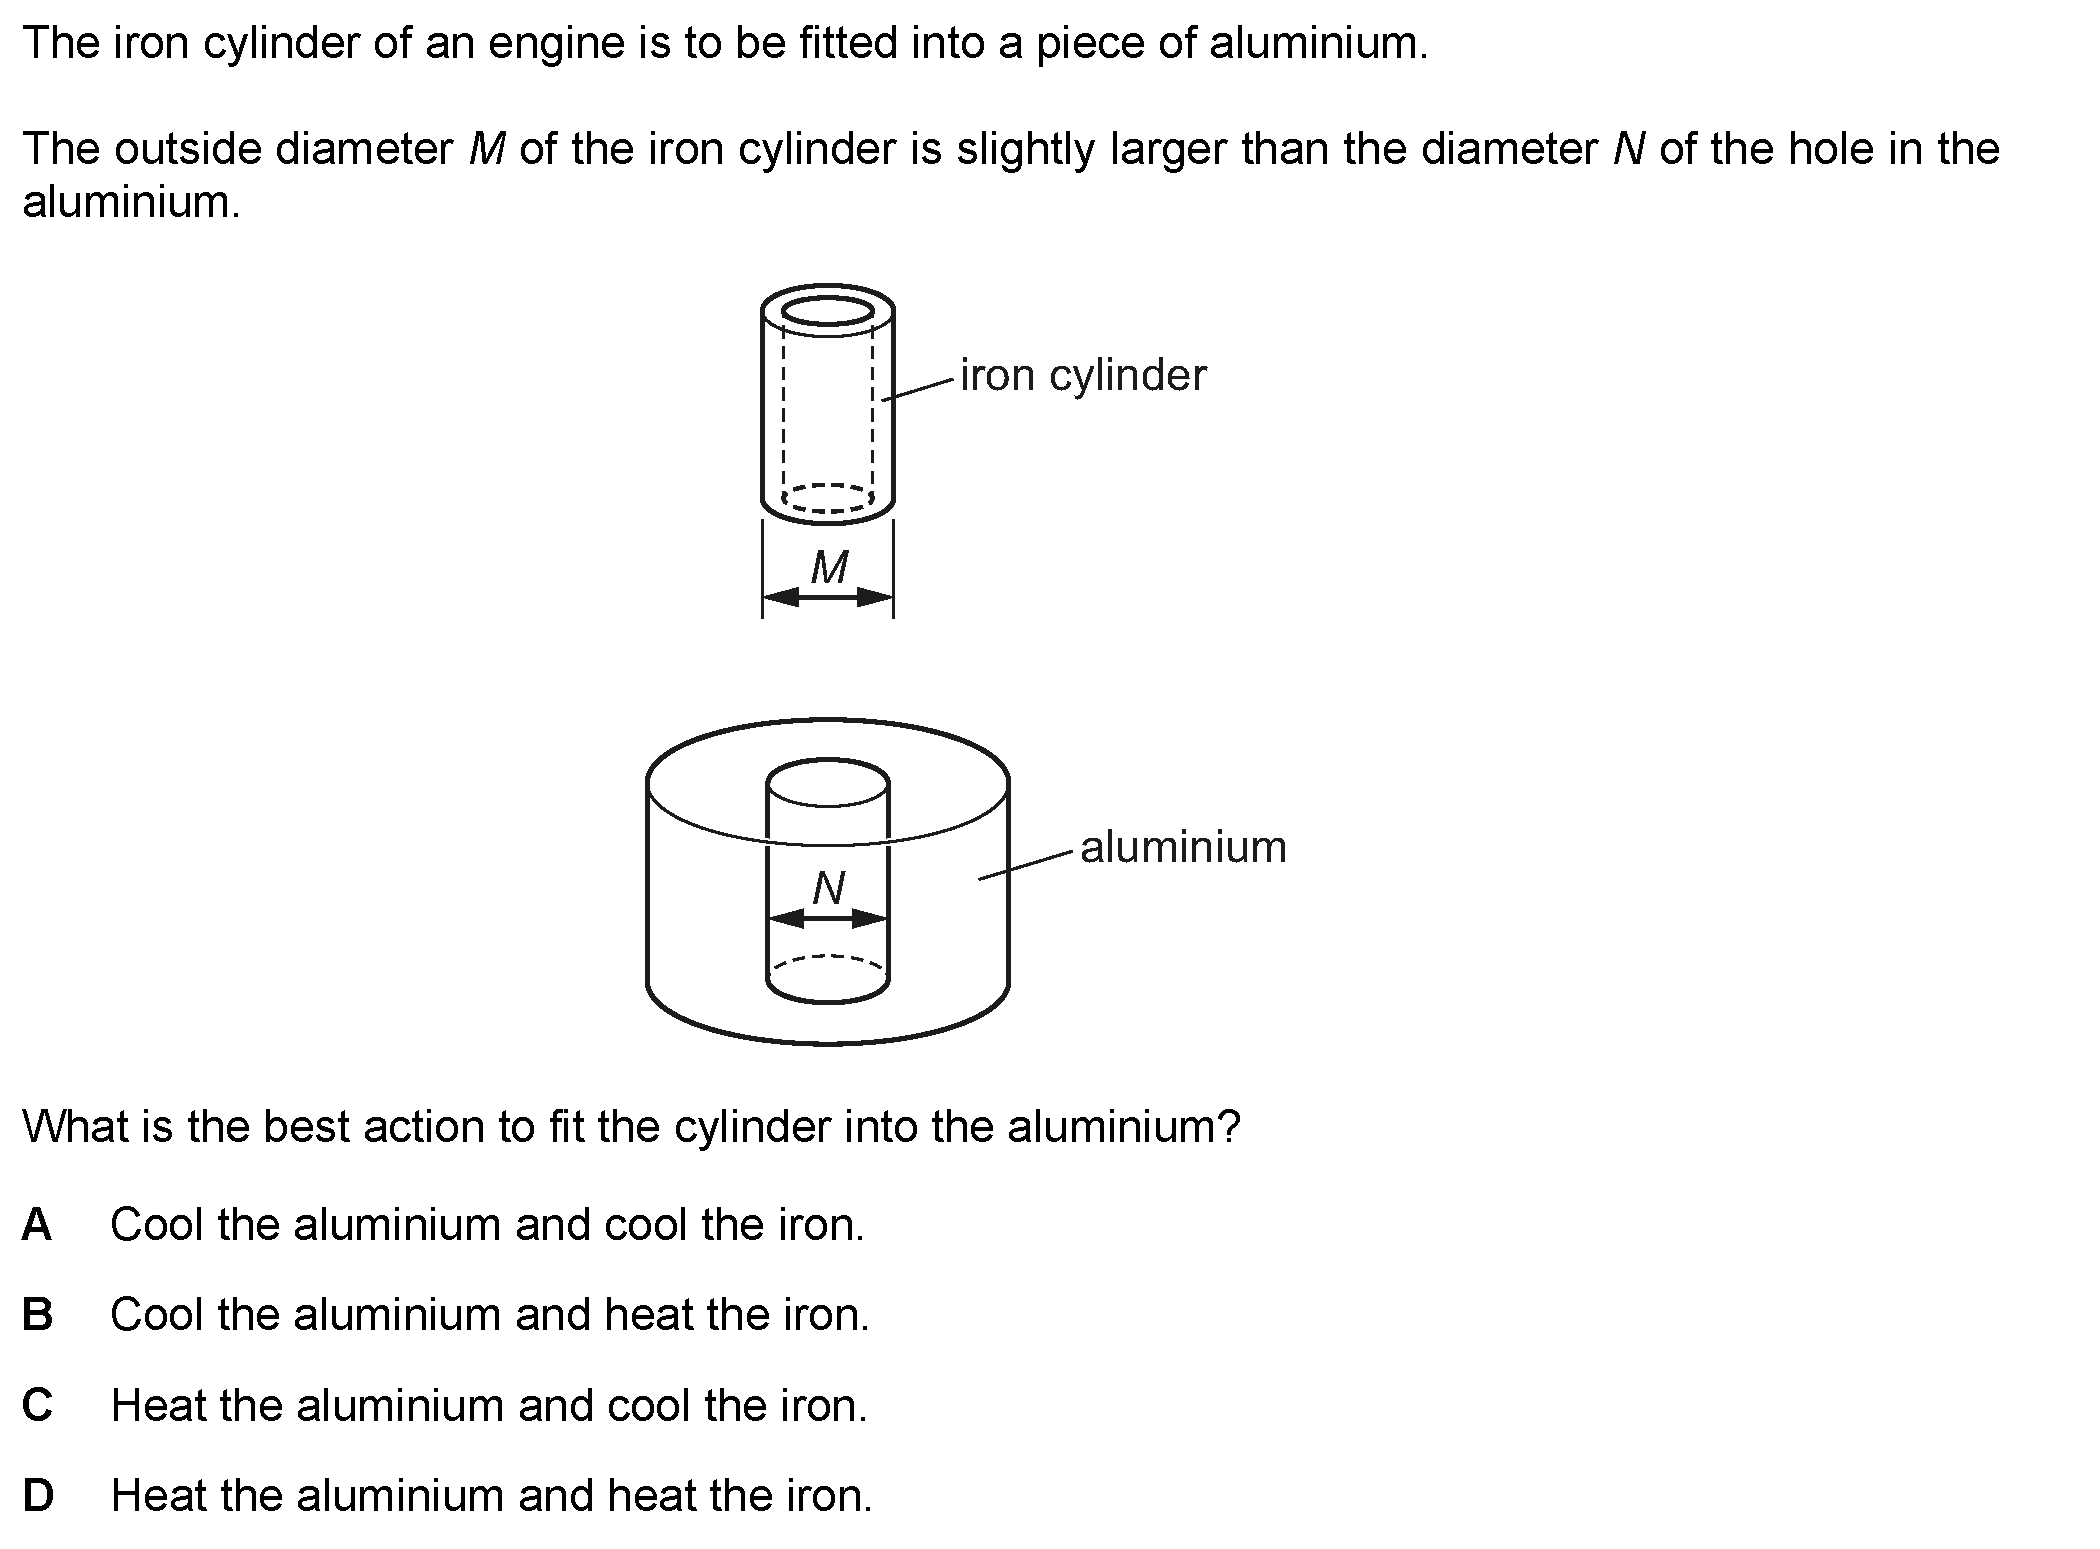 The iron cylinder of an engine is to be fitted into a piece of aluminium.
The outside diameter M of the iron cylinder is slightly larger than the diameter N of the hole in the
aluminium.
iron cylinder
M
aluminium
N
What is the best action to fit the cylinder into the aluminium?
A Cool the aluminium and cool the iron.
B Cool the aluminium and heat the iron.
C Heat the aluminium and cool the iron.
D Heat the aluminium and heat the iron.